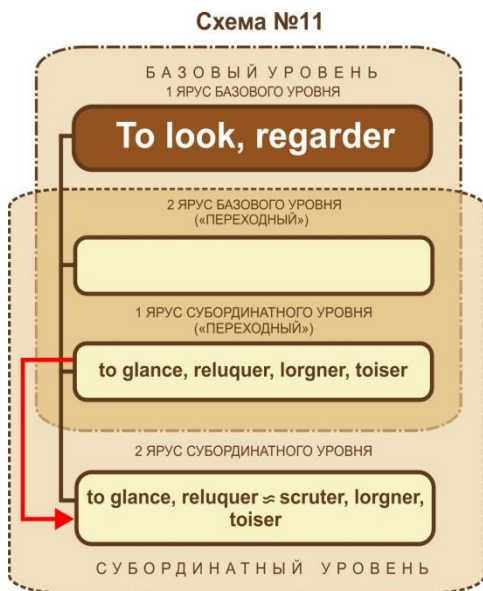 Схема №11
БАЗОВЫЙ УРОВЕНЬ
1 ЯРУС БАЗОВОГО УРОВНЯ
To look, regarder
2 ЯРУС БАЗОВОГО УРОВНЯ
(«ПЕРЕХОДНЫЙ»)
1 ЯРУС СУБОРДИНАТНОГО УРОВНЯ
(«ПЕРЕХОДНЫЙ»)
to glance, reluquer, lorgner, toiser
2 ЯРУС СУБОРДИНАТНОГО УРОВНЯ
to glance, reluquer ≈ scruter, lorgner,
toiser
СУБОРДИНАТНЫЙ УРОВЕНЬ